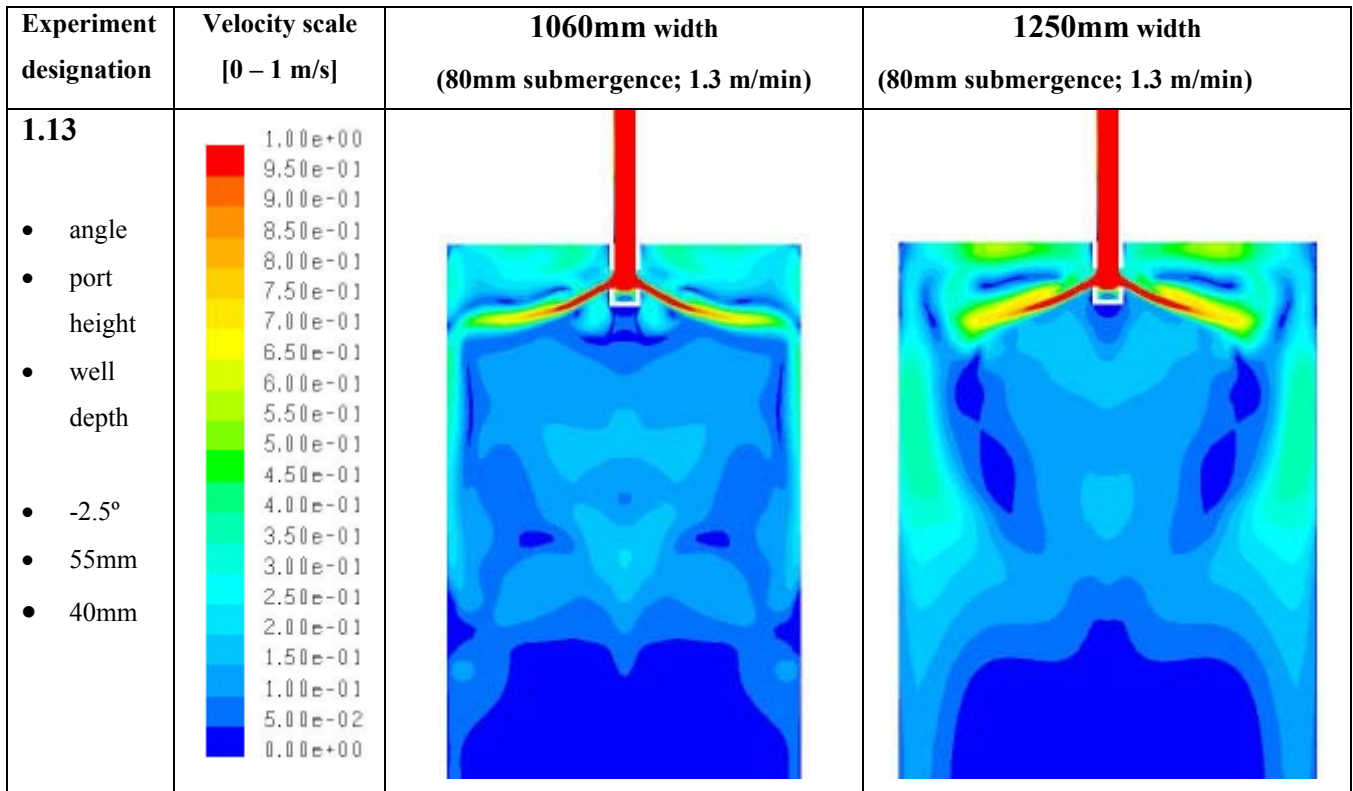 Experiment designation
Velocity scale
[0 – 1 m/s]
1060mm width
(80mm submergence; 1.3 m/min)
1250mm width
(80mm submergence; 1.3 m/min)
1.13
• angle
• port
height
• well
depth
• -2.5º
• 55mm
• 40mm
1.00e+00
9.50e-01
9.00e-01
8.50e-01
8.00e-01
7.50e-01
7.00e-01
6.50e-01
6.00e-01
5.50e-01
5.00e-01
4.50e-01
4.00e-01
3.50e-01
3.00e-01
2.50e-01
2.00e-01
1.50e-01
1.00e-01
5.00e-02
0.00e+00